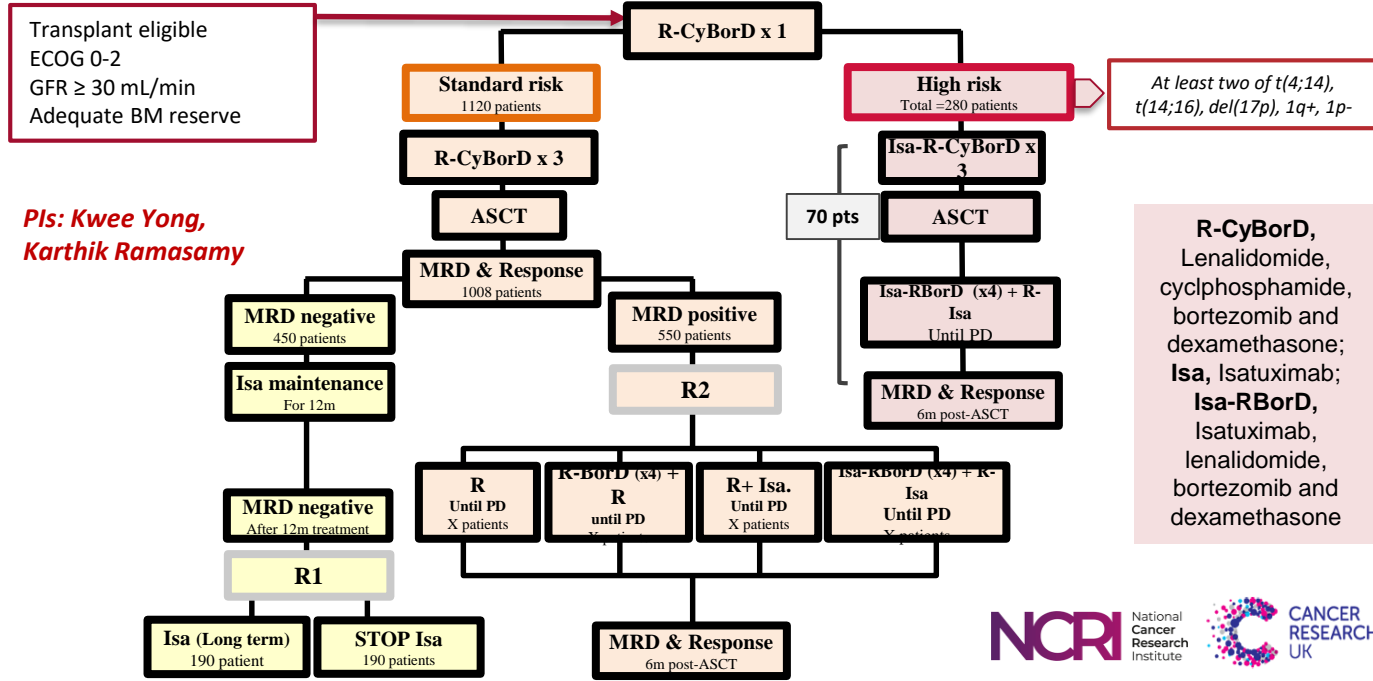 Transplant eligible
ECOG 0-2
GFR ≥ 30 mL/min
Adequate BM reserve
R-CyBorD x 1
Standard risk
1120 patients
High risk
Total =280 patients
At least two of t(4;14),
t(14;16), del(17p), 1q+, 1p-
R-CyBorD x 3
Isa-R-CyBorD x
3
PIs: Kwee Yong,
Karthik Ramasamy
ASCT
70 pts
ASCT
MRD & Response
1008 patients
Isa-RBorD (x4) + R-
Isa
Until PD
MRD negative
450 patients
MRD positive
550 patients
Isa maintenance
For 12m
R2
MRD & Response
6m post-ASCT
R
Until PD
X patients
R-BorD (x4) +
R
until PD
X patients
R+ Isa.
Until PD
X patients
Isa-RBorD (x4) + R-
Isa
Until PD
X patients
MRD negative
After 12m treatment
R1
Isa (Long term)
190 patient
STOP Isa
190 patients
MRD & Response
6m post-ASCT
R-CyBorD,
Lenalidomide,
cyclphosphamide,
bortezomib and
dexamethasone;
Isa, Isatuximab;
Isa-RBorD,
Isatuximab,
lenalidomide,
bortezomib and
dexamethasone
NCRI
National
Cancer
Research
Institute
CANCER
RESEARCH
UK